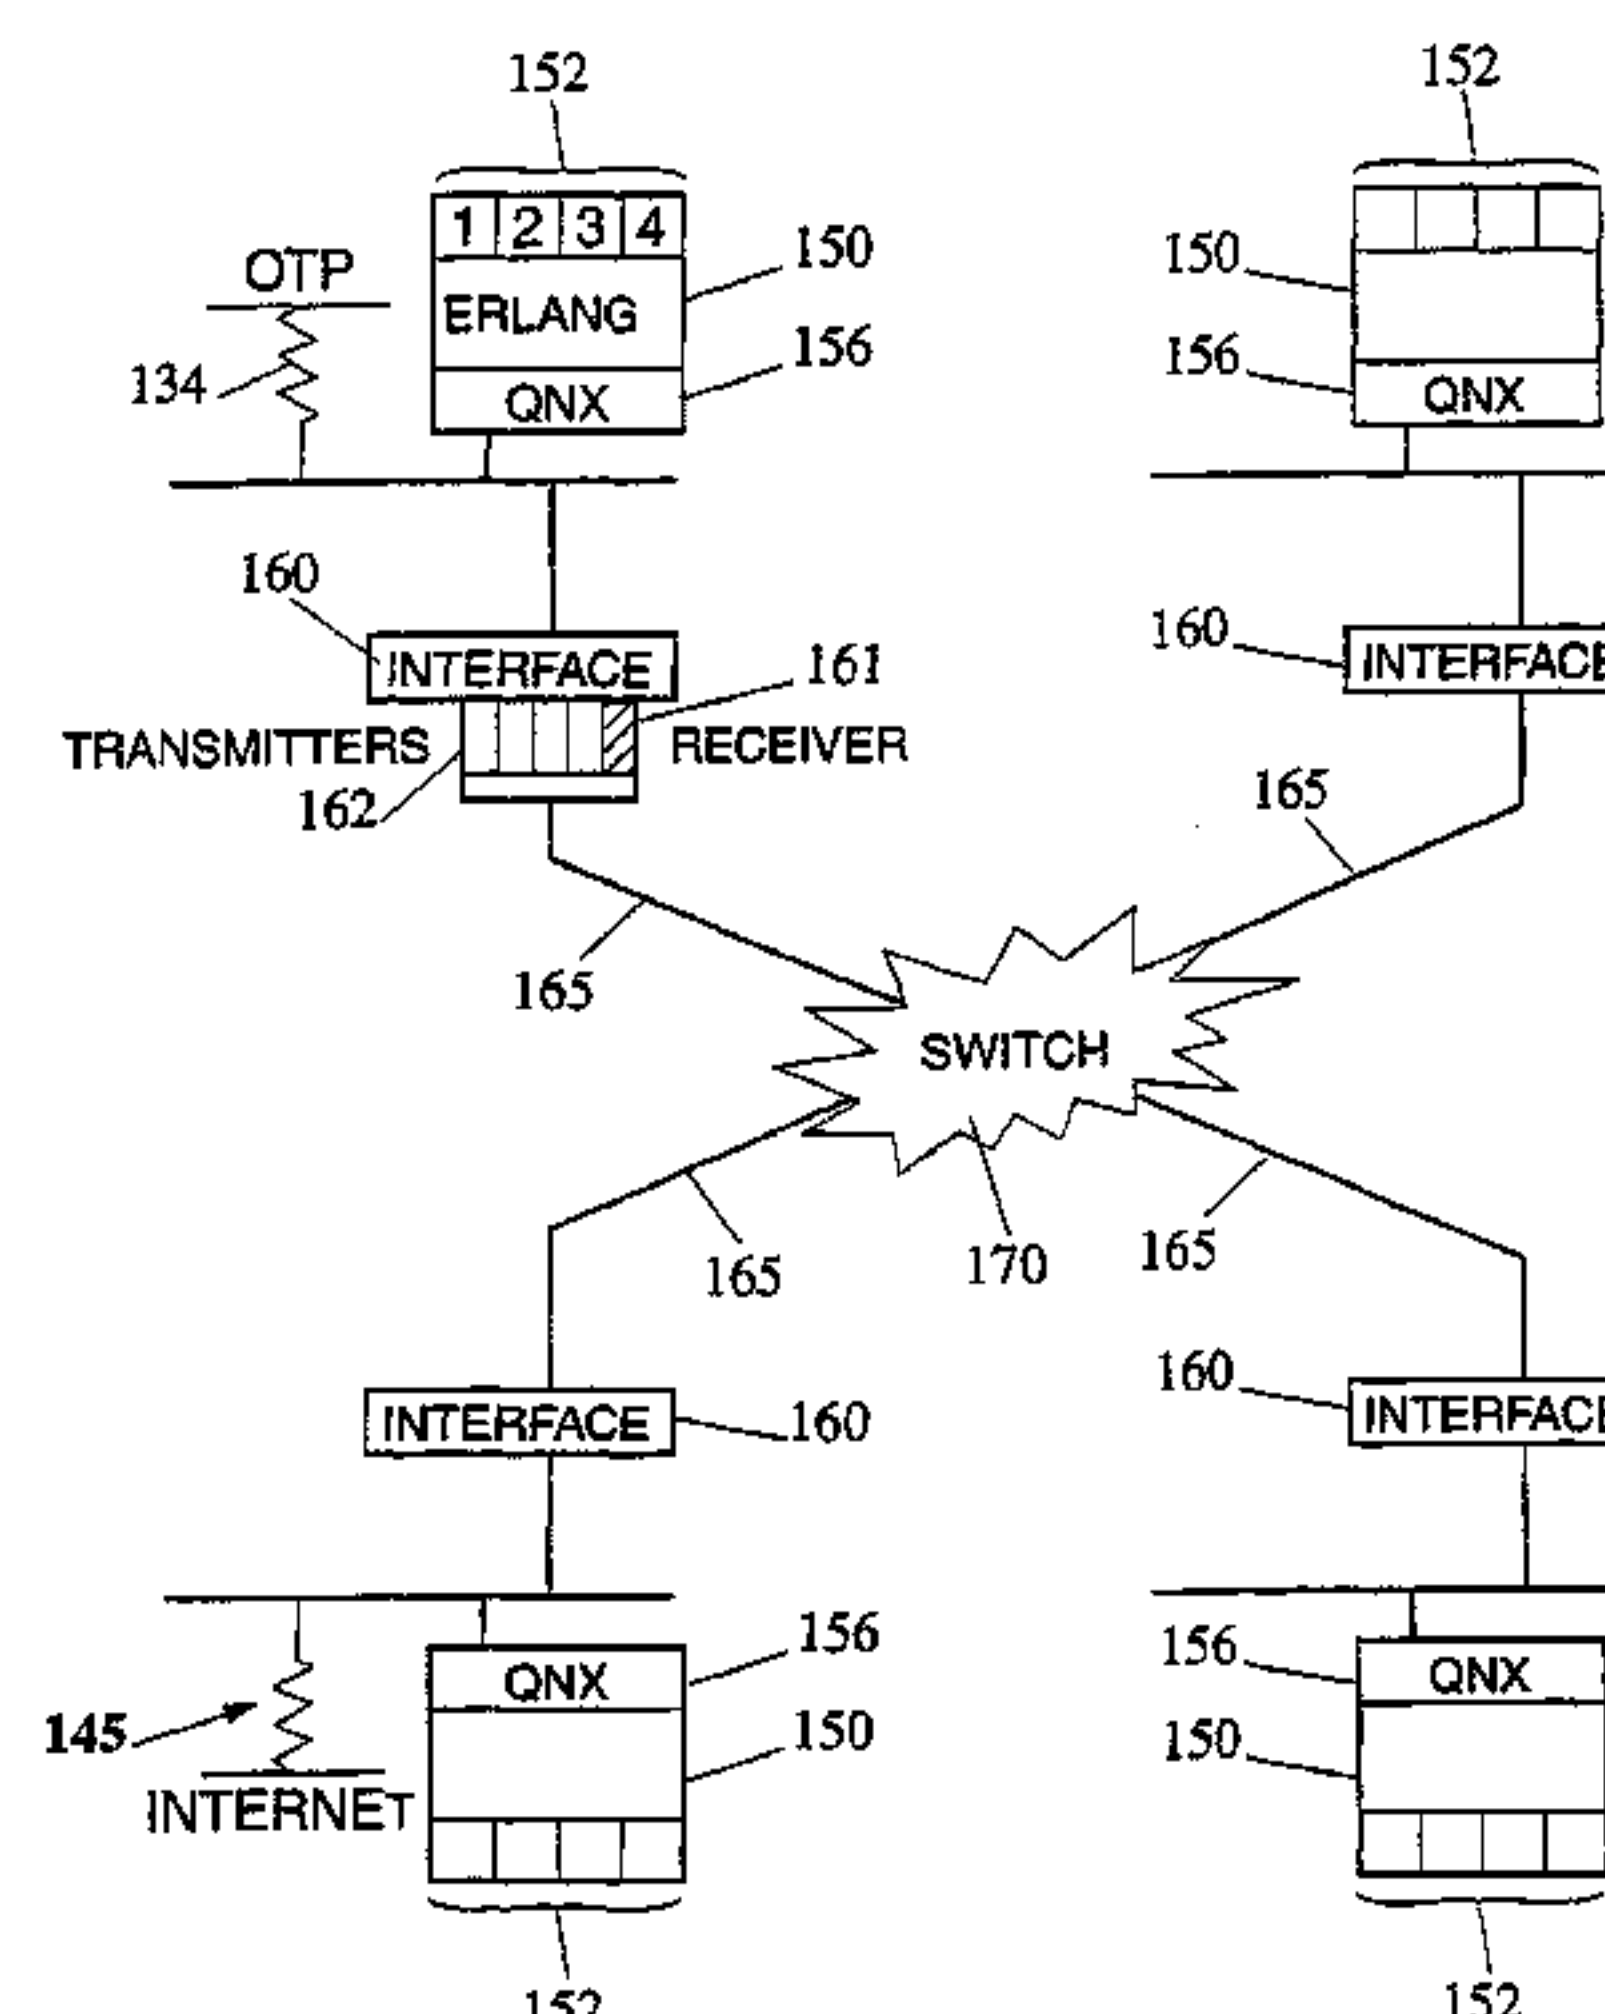 152 152
1 2 3 4
OTP
150 150
ERLANG
134
156 156
QNX QNX
160 160
INTERFACE INTERFACE
161
TRANSMITTERS RECEIVER
162
165
165
SWITCH
165 170 165
160 160
INTERFACE INTERFACE
156 156
QNX QNX
145
150 150
INTERNET
152 152